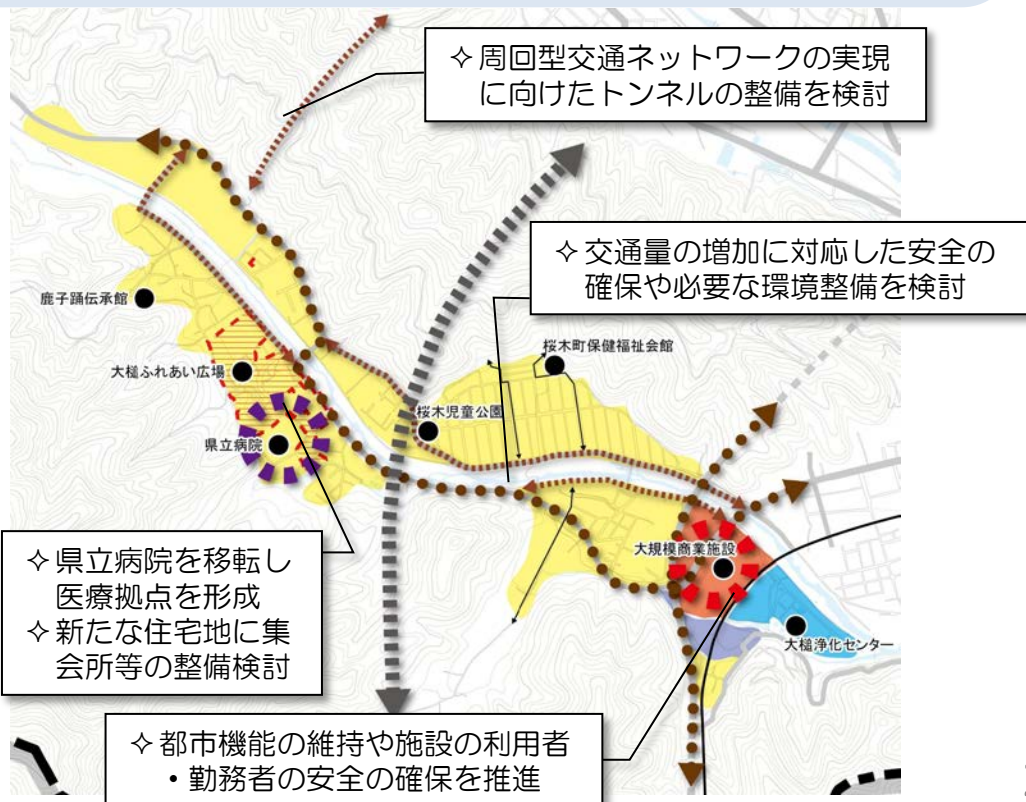 ✧周回型交通ネットワークの実現
に向けたトンネルの整備を検討
✧交通量の増加に対応した安全の
確保や必要な環境整備を検討
鹿子踊伝承館
桜木町保健福祉会館
大槌ふれあい広場
桜木児童公園
県立病院
大規模商業施設
大槌浄化センター
✧県立病院を移転し
医療拠点を形成
✧新たな住宅地に集
会所等の整備検討
✧都市機能の維持や施設の利用者
・勤務者の安全の確保を推進